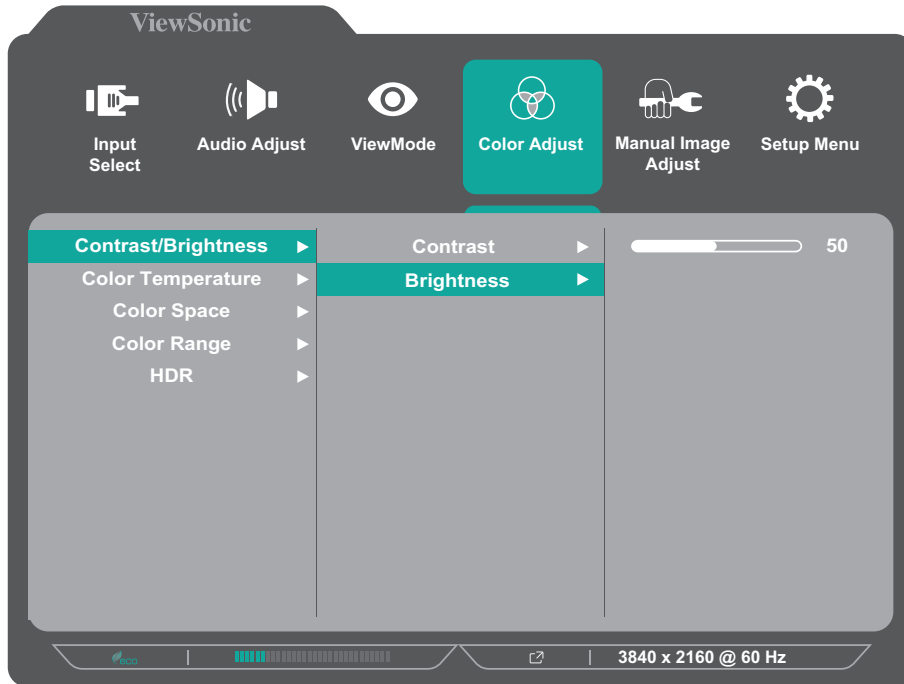 ViewSonic
Input Select
Audio Adjust
ViewMode
Color Adjust
Manual Image Adjust
Setup Menu
Contrast/Brightness
Contrast
50
Color Temperature
Brightness
Color Space
Color Range
HDR
eco
3840 x 2160 @ 60 Hz